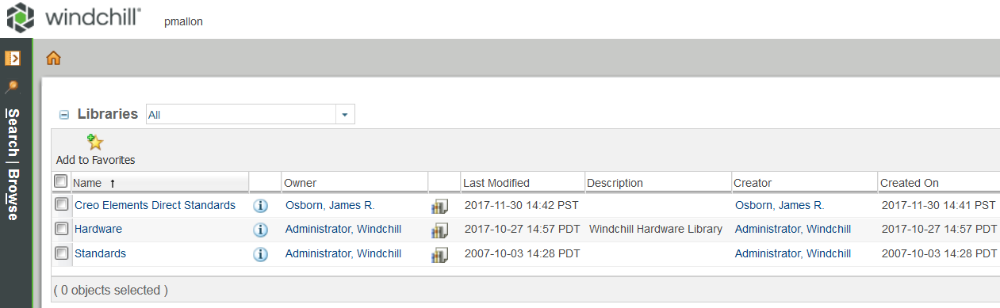 windchill® pmallon
Search | Browse
Libraries All
Add to Favorites
Name ↑ Owner Last Modified Description Creator Created On
Creo Elements Direct Standards Osborn, James R. 2017-11-30 14:42 PST Osborn, James R. 2017-11-30 14:41 PST
Hardware Administrator, Windchill 2017-10-27 14:57 PDT Windchill Hardware Library Administrator, Windchill 2017-10-27 14:57 PDT
Standards Administrator, Windchill 2007-10-03 14:28 PDT Administrator, Windchill 2007-10-03 14:28 PDT
( 0 objects selected )